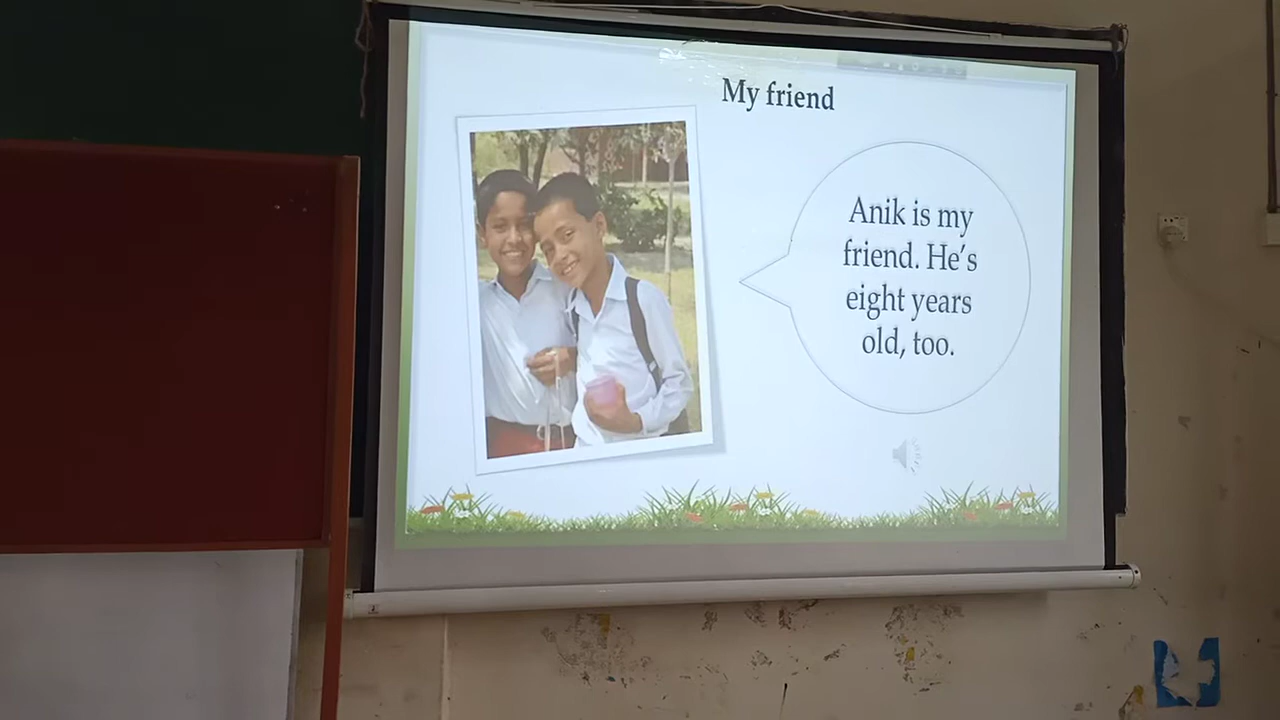 My friend
Anik is my
friend. He's
eight years
old, too.